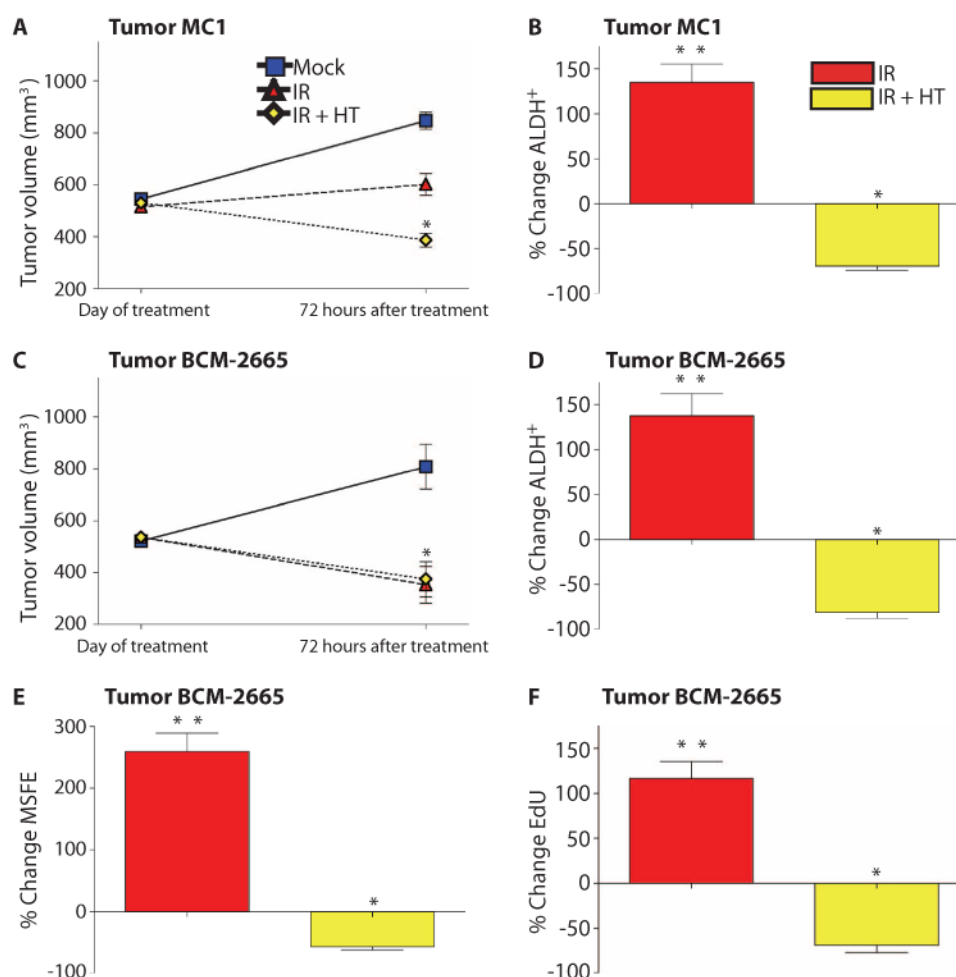 A Tumor MC1
Tumor volume (mm³)
1000
800
600
400
200
Mock
IR
IR + HT
*
Day of treatment 72 hours after treatment
B Tumor MC1
% Change ALDH⁺
150
100
50
0
-50
-100
* *
*
IR
IR + HT
C Tumor BCM-2665
Tumor volume (mm³)
1000
800
600
400
200
*
Day of treatment 72 hours after treatment
D Tumor BCM-2665
% Change ALDH⁺
150
100
50
0
-50
-100
* *
*
E Tumor BCM-2665
% Change MSFE
300
200
100
0
-100
* *
*
F Tumor BCM-2665
% Change EdU
150
100
50
0
-50
-100
* *
*